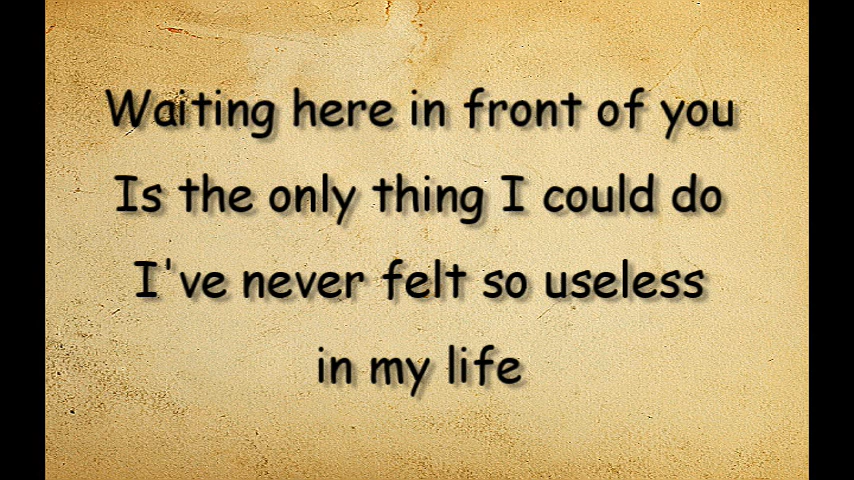 Waiting here in front of you
Is the only thing I could do
I've never felt so useless
in my life